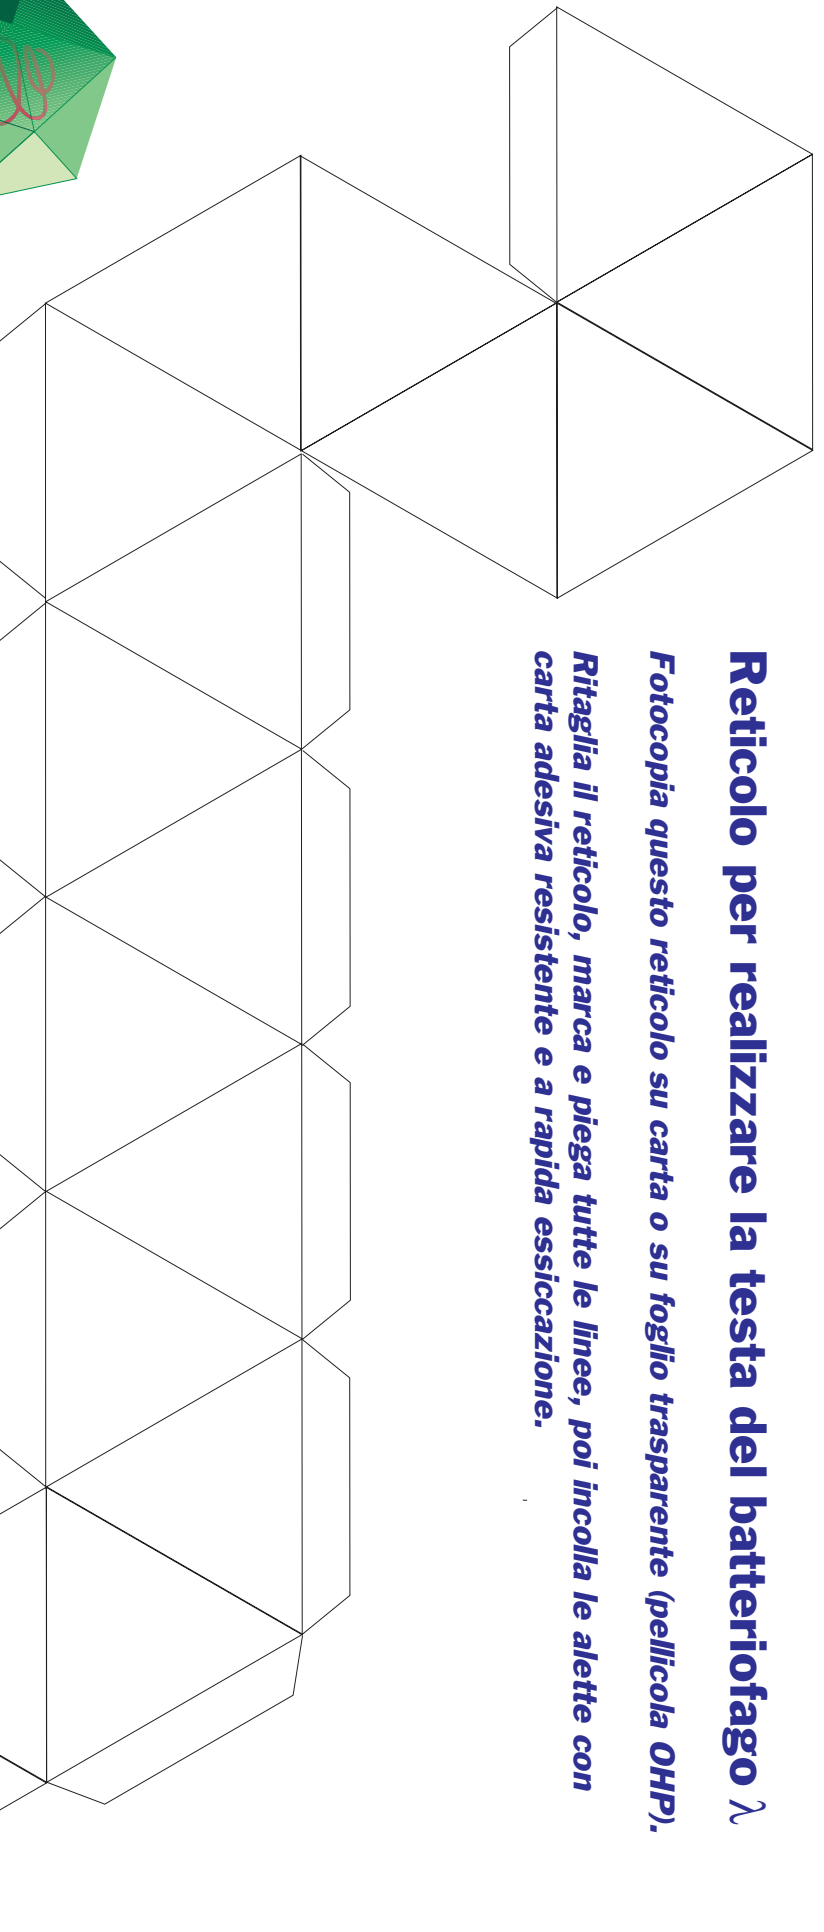 Reticolo per realizzare la testa del batteriofago λ
Fotocopia questo reticolo su carta o su foglio trasparente (pellicola OHP).
Ritaglia il reticolo, marca e piega tutte le linee, poi incolla le alette con
carta adesiva resistente e a rapida essiccazione.